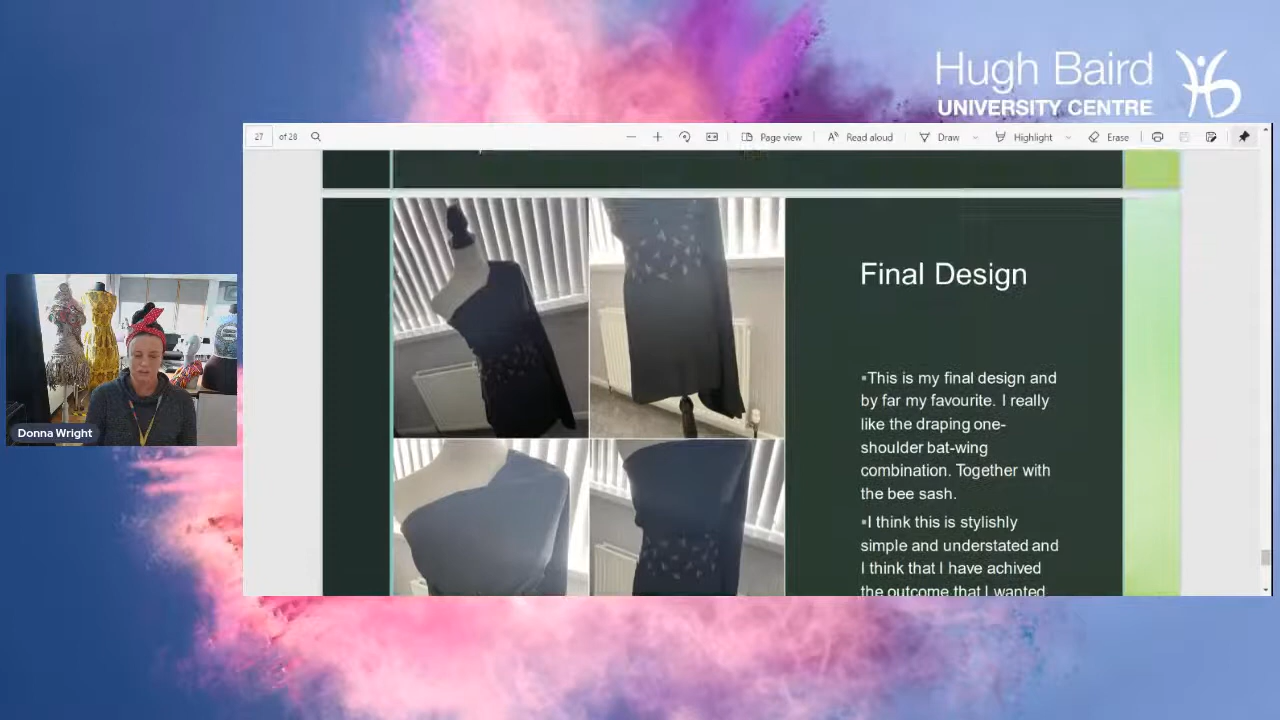 Hugh Baird
UNIVERSITY CENTRE
27 of 28
Page view
Read aloud
Draw
Highlight
Erase
Final Design
▪This is my final design and
by far my favourite. I really
like the draping one-
shoulder bat-wing
combination. Together with
the bee sash.
▪I think this is stylishly
simple and understated and
I think that I have achived
the outcome that I wanted
Donna Wright